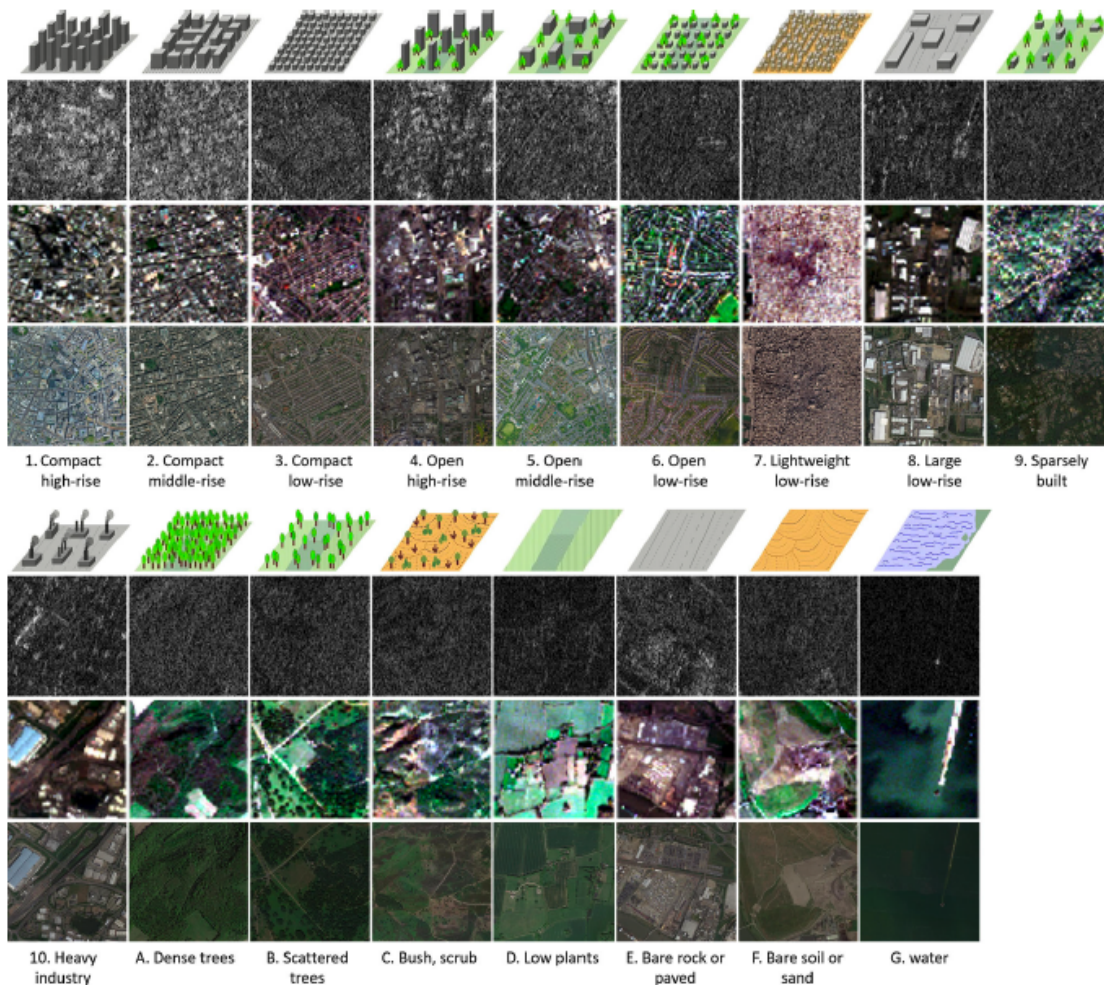 1. Compact
high-rise
2. Compact
middle-rise
3. Compact
low-rise
4. Open
high-rise
5. Open
middle-rise
6. Open
low-rise
7. Lightweight
low-rise
8. Large
low-rise
9. Sparsely
built
10. Heavy
industry
A. Dense trees
B. Scattered
trees
C. Bush, scrub
D. Low plants
E. Bare rock or
paved
F. Bare soil or
sand
G. water